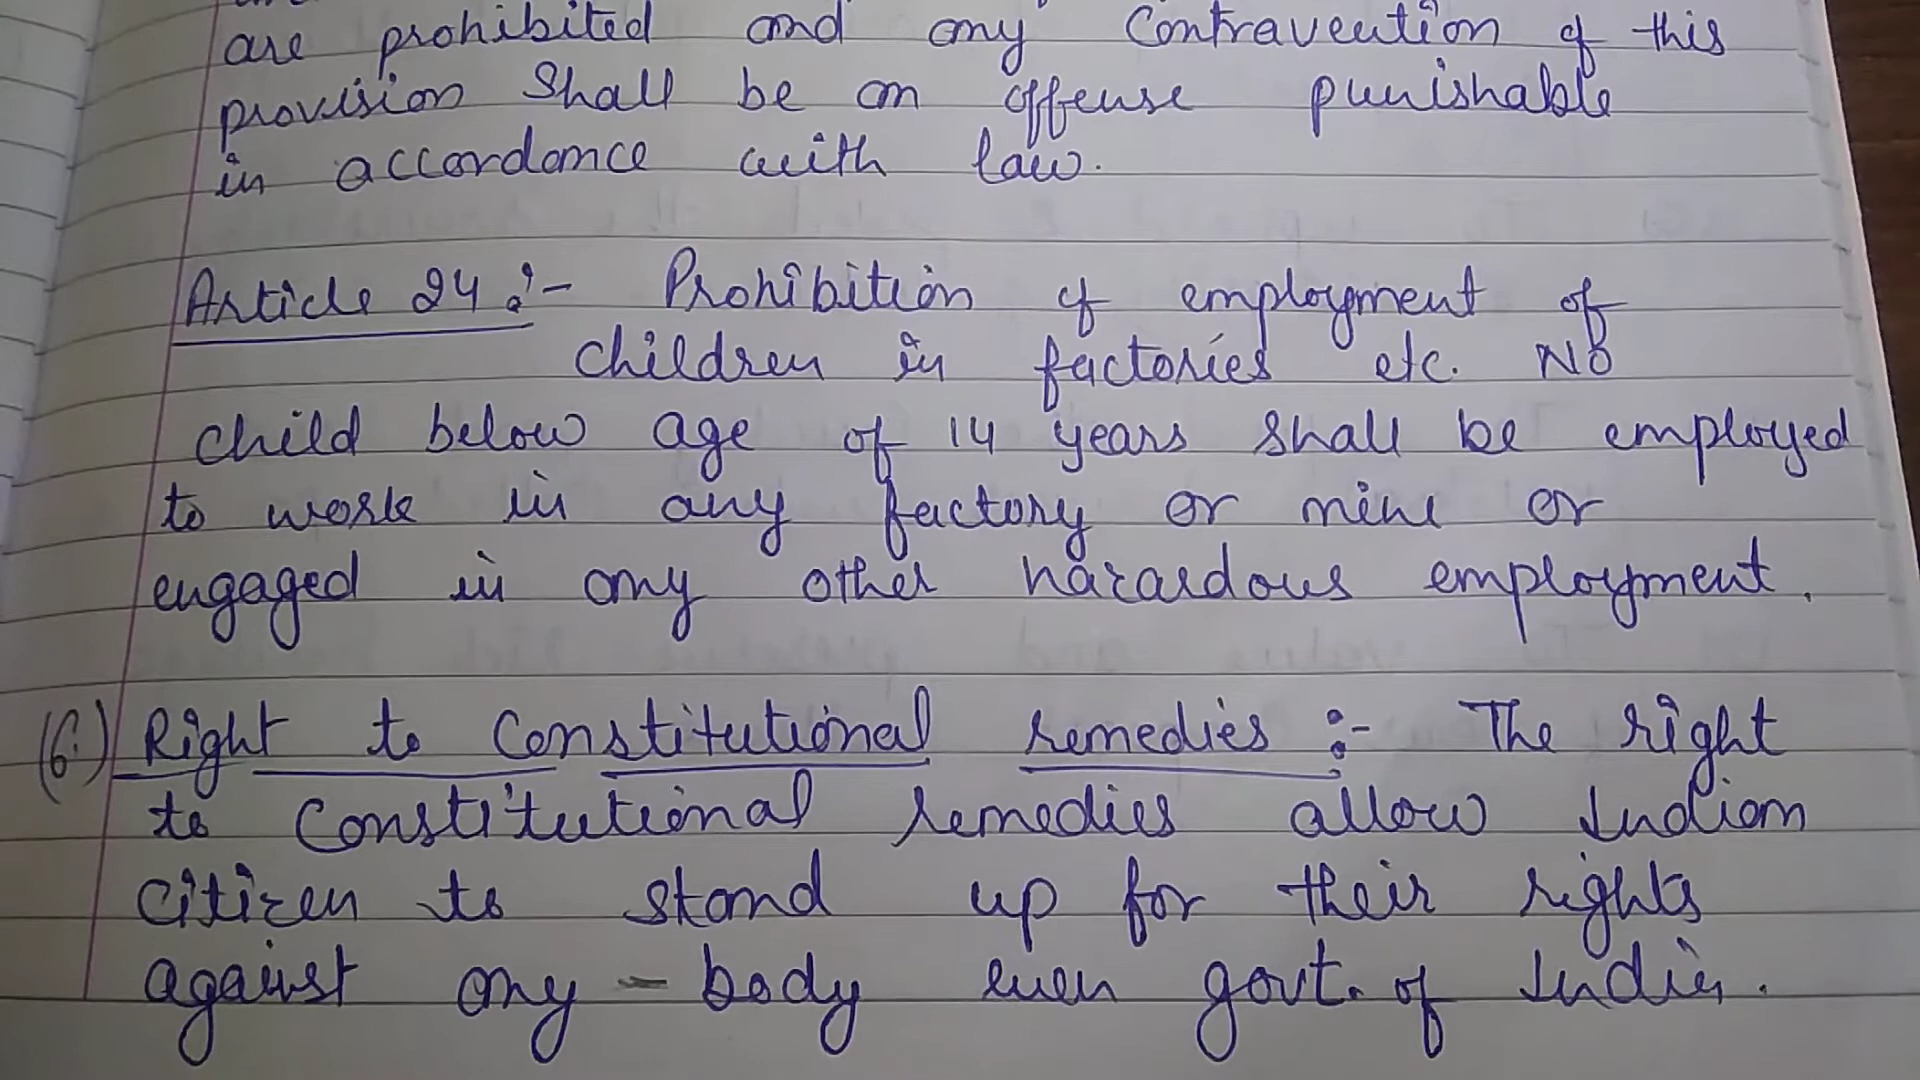 are prohibited and any contravention of this
provision shall be an offense punishable
in accordance with law.
Article 24 :- Prohibition of employment of
children in factories etc. No
child below age of 14 years shall be employed
to work in any factory or mine or
engaged in any other hazardous employment.
(6.) Right to Constitutional remedies :- The right
to Constitutional remedies allow Indian
citizen to stand up for their rights
against any-body even govt. of India.